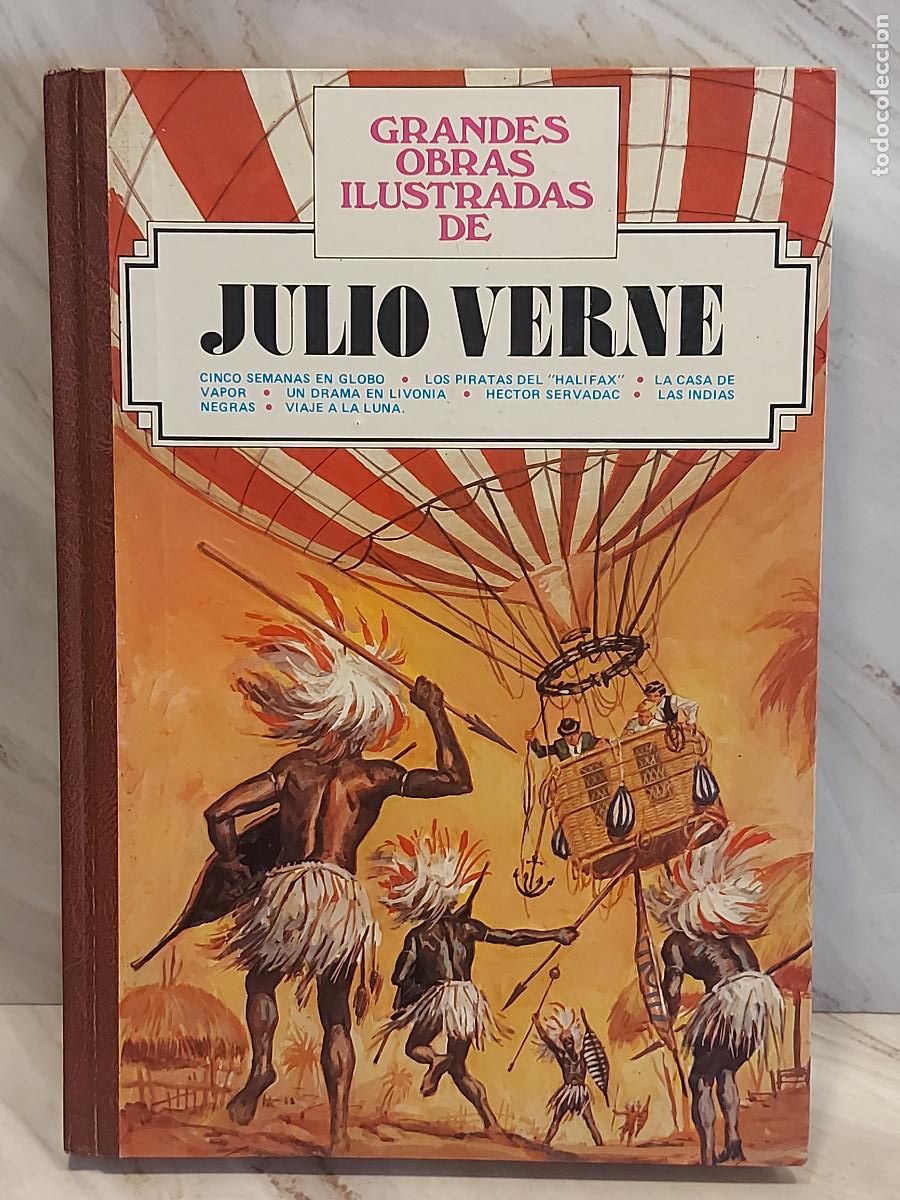 GRANDES
OBRAS
ILUSTRADAS
DE
JULIO VERNE
CINCO SEMANAS EN GLOBO • LOS PIRATAS DEL "HALIFAX" • LA CASA DE
VAPOR • UN DRAMA EN LIVONIA • HECTOR SERVADAC • LAS INDIAS
NEGRAS • VIAJE A LA LUNA.
todocoleccion